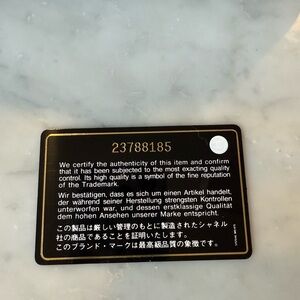 23788185
We certify the authenticity of this item and confirm
that it has been subjected to the most exacting quality
control. Its high quality is a symbol of the fine reputation
of the Trademark.
Wir bestätigen, dass es sich um einen Artikel handelt,
der während seiner Herstellung strengsten Kontrollen
unterworfen war, und dessen erstklassige Qualität
dem hohen Ansehen unserer Marke entspricht.
この製品は厳しい管理のもとに製造されたシャネル
社の商品であることを証明いたします。
このブランド・マークは最高級品質の象徴です。